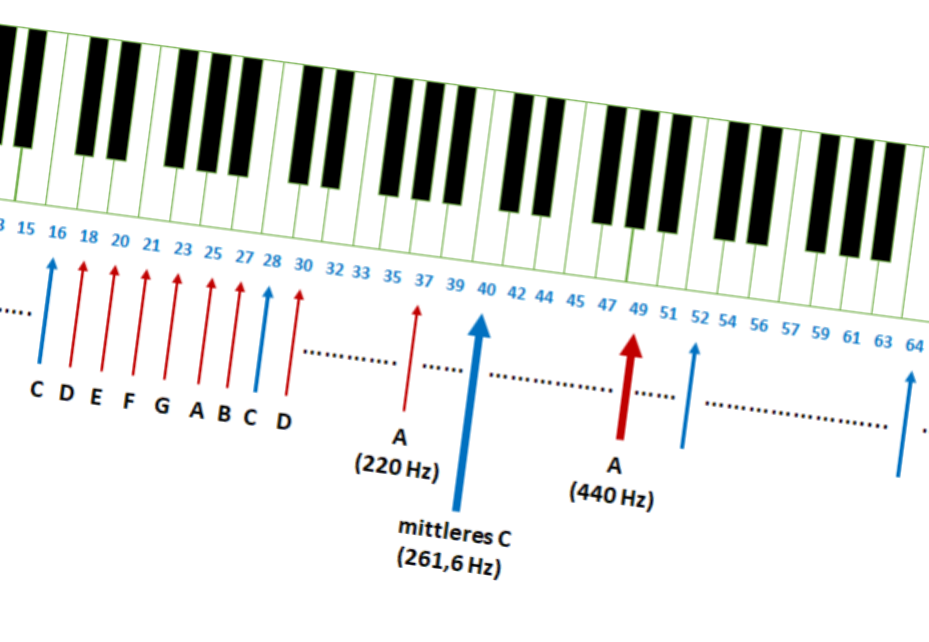 15 16 18 20 21 23 25 27 28 30 32 33 35 37 39 40 42 44 45 47 49 51 52 54 56 57 59 61 63 64
C D E F G A B C D
A
(220 Hz)
A
(440 Hz)
mittleres C
(261,6 Hz)